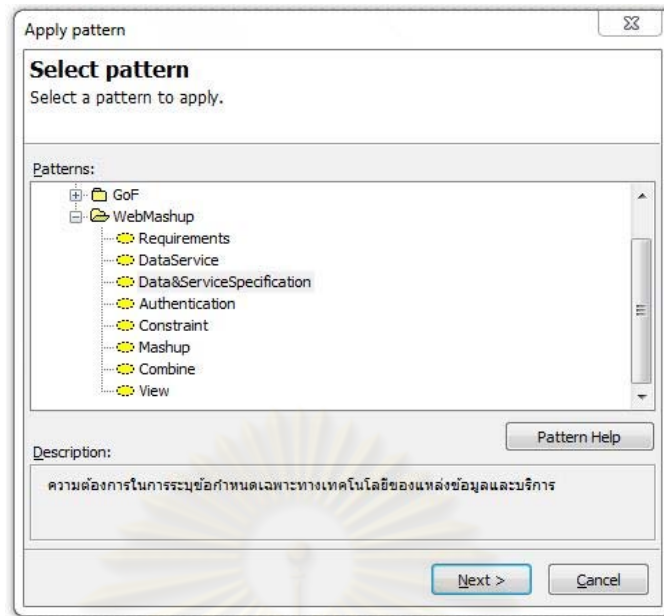 Apply pattern
Select pattern
Select a pattern to apply.
Patterns:
GoF
WebMashup
Requirements
DataService
Data&ServiceSpecification
Authentication
Constraint
Mashup
Combine
View
Pattern Help
Description:
ความต้องการในการระบุข้อกำหนดเฉพาะทางเทคโนโลยีของแหล่งข้อมูลและบริการ
Next >
Cancel